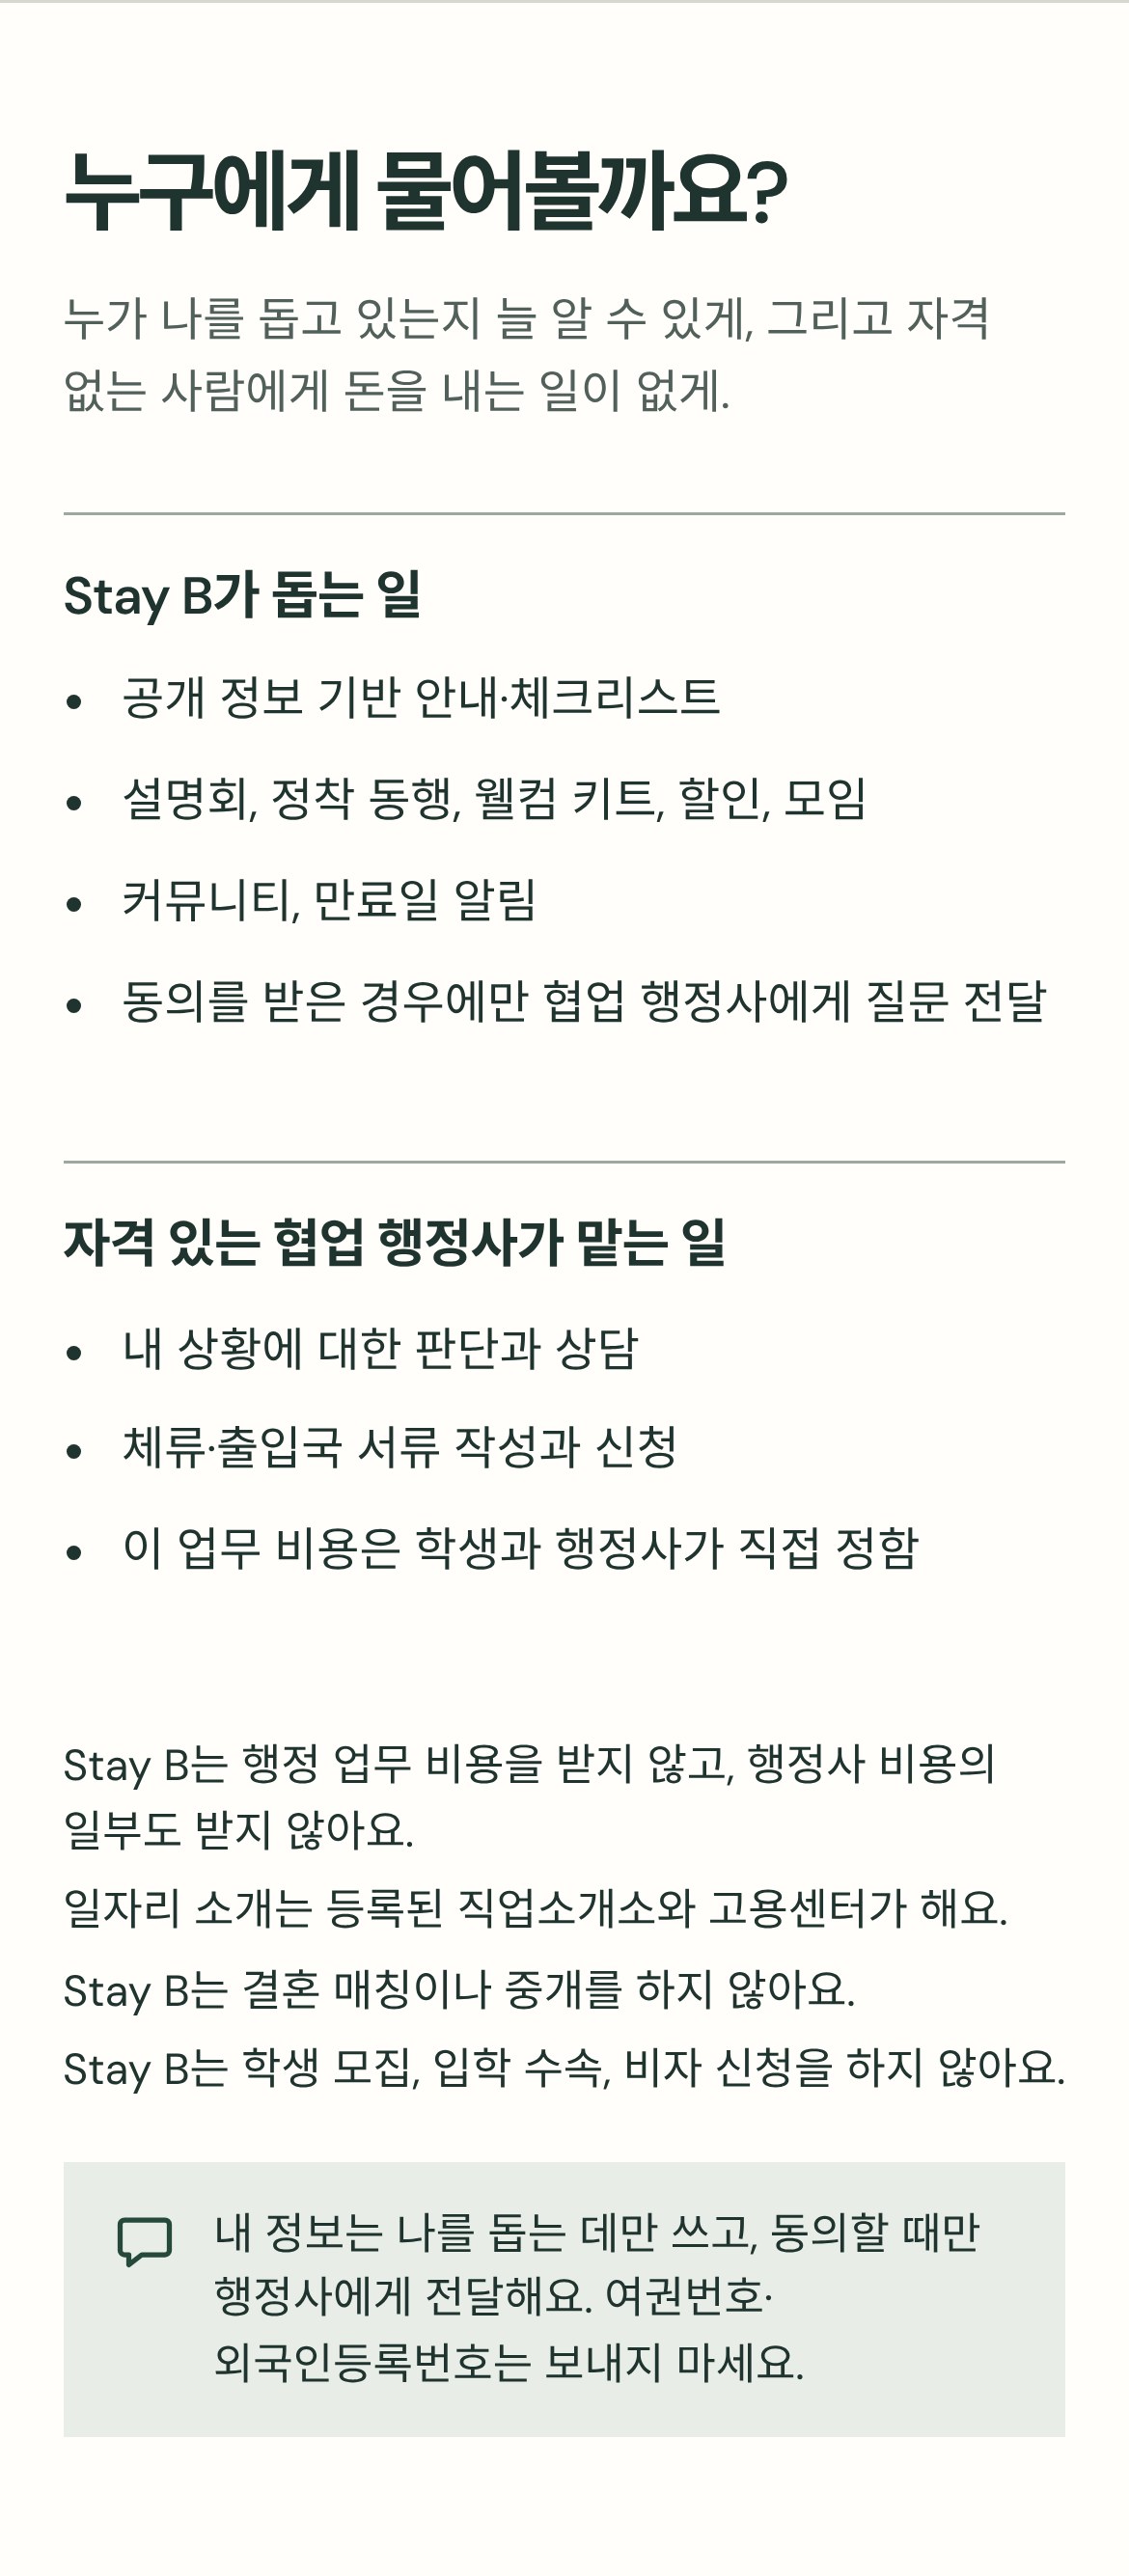 누구에게 물어볼까요?
누가 나를 돕고 있는지 늘 알 수 있게, 그리고 자격
없는 사람에게 돈을 내는 일이 없게.
Stay B가 돕는 일
• 공개 정보 기반 안내·체크리스트
• 설명회, 정착 동행, 웰컴 키트, 할인, 모임
• 커뮤니티, 만료일 알림
• 동의를 받은 경우에만 협업 행정사에게 질문 전달
자격 있는 협업 행정사가 맡는 일
• 내 상황에 대한 판단과 상담
• 체류·출입국 서류 작성과 신청
• 이 업무 비용은 학생과 행정사가 직접 정함
Stay B는 행정 업무 비용을 받지 않고, 행정사 비용의
일부도 받지 않아요.
일자리 소개는 등록된 직업소개소와 고용센터가 해요.
Stay B는 결혼 매칭이나 중개를 하지 않아요.
Stay B는 학생 모집, 입학 수속, 비자 신청을 하지 않아요.
내 정보는 나를 돕는 데만 쓰고, 동의할 때만
행정사에게 전달해요. 여권번호·
외국인등록번호는 보내지 마세요.